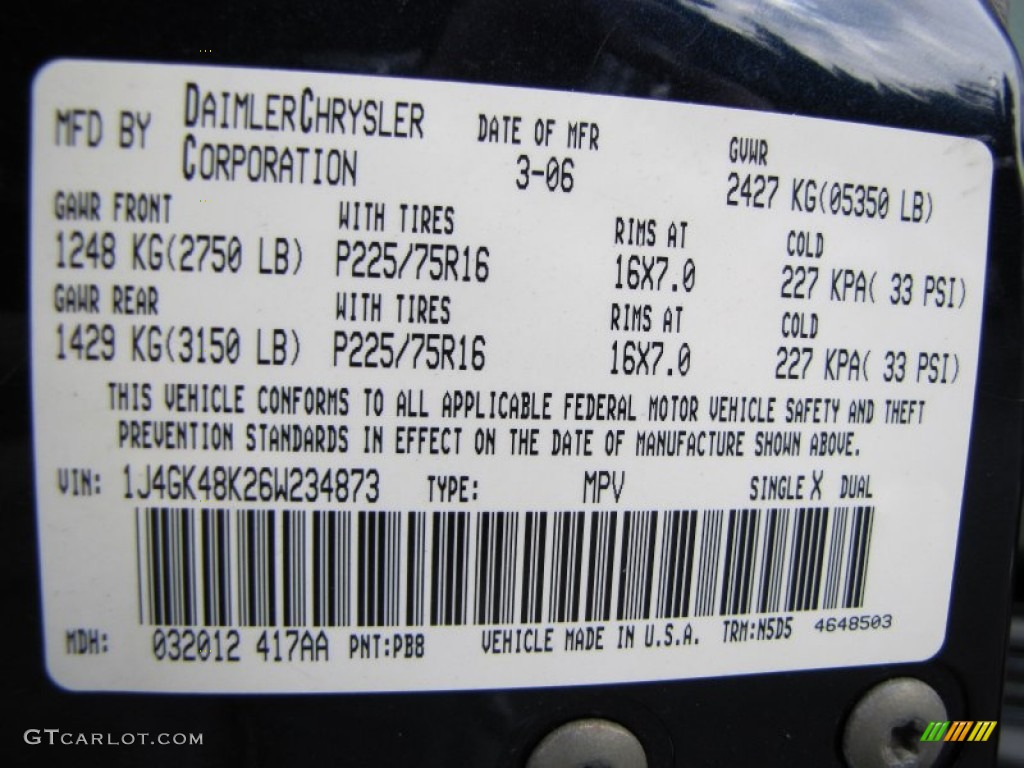 MFD BY DAIMLERCHRYSLER CORPORATION DATE OF MFR 3-06 GVWR 2427 KG(05350 LB)
GAWR FRONT WITH TIRES RIMS AT COLD
1248 KG(2750 LB) P225/75R16 16X7.0 227 KPA( 33 PSI)
GAWR REAR WITH TIRES RIMS AT COLD
1429 KG(3150 LB) P225/75R16 16X7.0 227 KPA( 33 PSI)
THIS VEHICLE CONFORMS TO ALL APPLICABLE FEDERAL MOTOR VEHICLE SAFETY AND THEFT
PREVENTION STANDARDS IN EFFECT ON THE DATE OF MANUFACTURE SHOWN ABOVE.
VIN: 1J4GK48K26W234873 TYPE: MPV SINGLE X DUAL
MDH: 032012 417AA PNT:PB8 VEHICLE MADE IN U.S.A. TRM:N5D5 4648503
GTCARLOT.COM